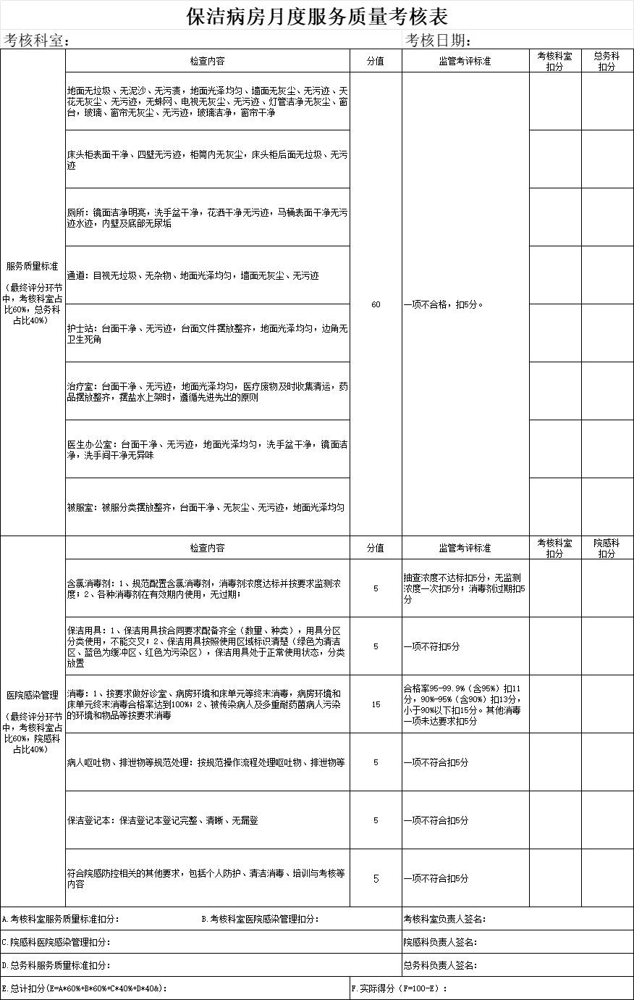 保洁病房月度服务质量考核表
考核科室：
考核日期：
检查内容
分值
监管考评标准
考核科室
扣分
总务科
扣分
服务质量标准
（最终评分环节
中，考核科室占
比60%，总务科
占比40%）
地面无垃圾、无泥沙、无污渍，地面光泽均匀、墙面无灰尘、无污迹、天
花无灰尘、无污迹，无蛛网、电视无灰尘、无污迹、灯管洁净无灰尘、窗
台，玻璃、窗帘无灰尘、无污迹，玻璃洁净，窗帘干净
床头柜表面干净、四壁无污迹，柜筒内无灰尘，床头柜后面无垃圾、无污
迹
厕所：镜面洁净明亮，洗手盆干净，花洒干净无污迹，马桶表面干净无污
迹水迹，内壁及底部无尿垢
通道：目视无垃圾、无杂物、地面光泽均匀，墙面无灰尘、无污迹
护士站：台面干净、无污迹，台面文件摆放整齐，地面光泽均匀，边角无
卫生死角
治疗室：台面干净、无污迹，地面光泽均匀，医疗废物及时收集清运，药
品摆放整齐，摆盐水上架时，遵循先进先出的原则
医生办公室：台面干净、无污迹，地面光泽均匀，洗手盆干净，镜面洁
净，洗手间干净无异味
被服室：被服分类摆放整齐，台面干净、无灰尘、无污迹，地面光泽均匀
60
一项不合格，扣5分。
检查内容
分值
监管考评标准
考核科室
扣分
院感科
扣分
医院感染管理
（最终评分环节
中，考核科室占
比60%，院感科
占比40%）
含氯消毒剂：1、规范配置含氯消毒剂，消毒剂浓度达标并按要求监测浓
度；2、各种消毒剂在有效期内使用，无过期；
5
抽查浓度不达标扣5分，无监测
浓度一次扣5分；消毒剂过期扣5
分
保洁用具：1、保洁用具按合同要求配备齐全（数量、种类），用具分区
分类使用，不能交叉；2、保洁用具按照使用区域标识清楚（绿色为清洁
区、蓝色为缓冲区、红色为污染区），保洁用具处于正常使用状态，分类
放置
5
一项不符扣5分
消毒：1、按要求做好诊室、病房环境和床单元等终末消毒，病房环境和
床单元终末消毒合格率达到100%；2、被传染病人及多重耐药菌病人污染
的环境和物品等按要求消毒
15
合格率95-99.9%（含95%）扣11
分，90%-95%（含90%）扣13分，
小于90%以下扣15分。其他消毒
一项未达要求扣5分
病人呕吐物、排泄物等规范处理：按规范操作流程处理呕吐物、排泄物等
5
一项不符合扣5分
保洁登记本：保洁登记本登记完整、清晰、无漏登
5
一项不符合扣5分
符合院感防控相关的其他要求，包括个人防护、清洁消毒、培训与考核等
内容
5
一项不符合扣5分
A.考核科室服务质量标准扣分： B.考核科室医院感染管理扣分：
考核科室负责人签名：
C.院感科医院感染管理扣分：
院感科负责人签名：
D.总务科服务质量标准扣分：
总务科负责人签名：
E.总计扣分(E=A*60%+B*60%+C*40%+D*40&)：
F.实际得分（F=100-E）：